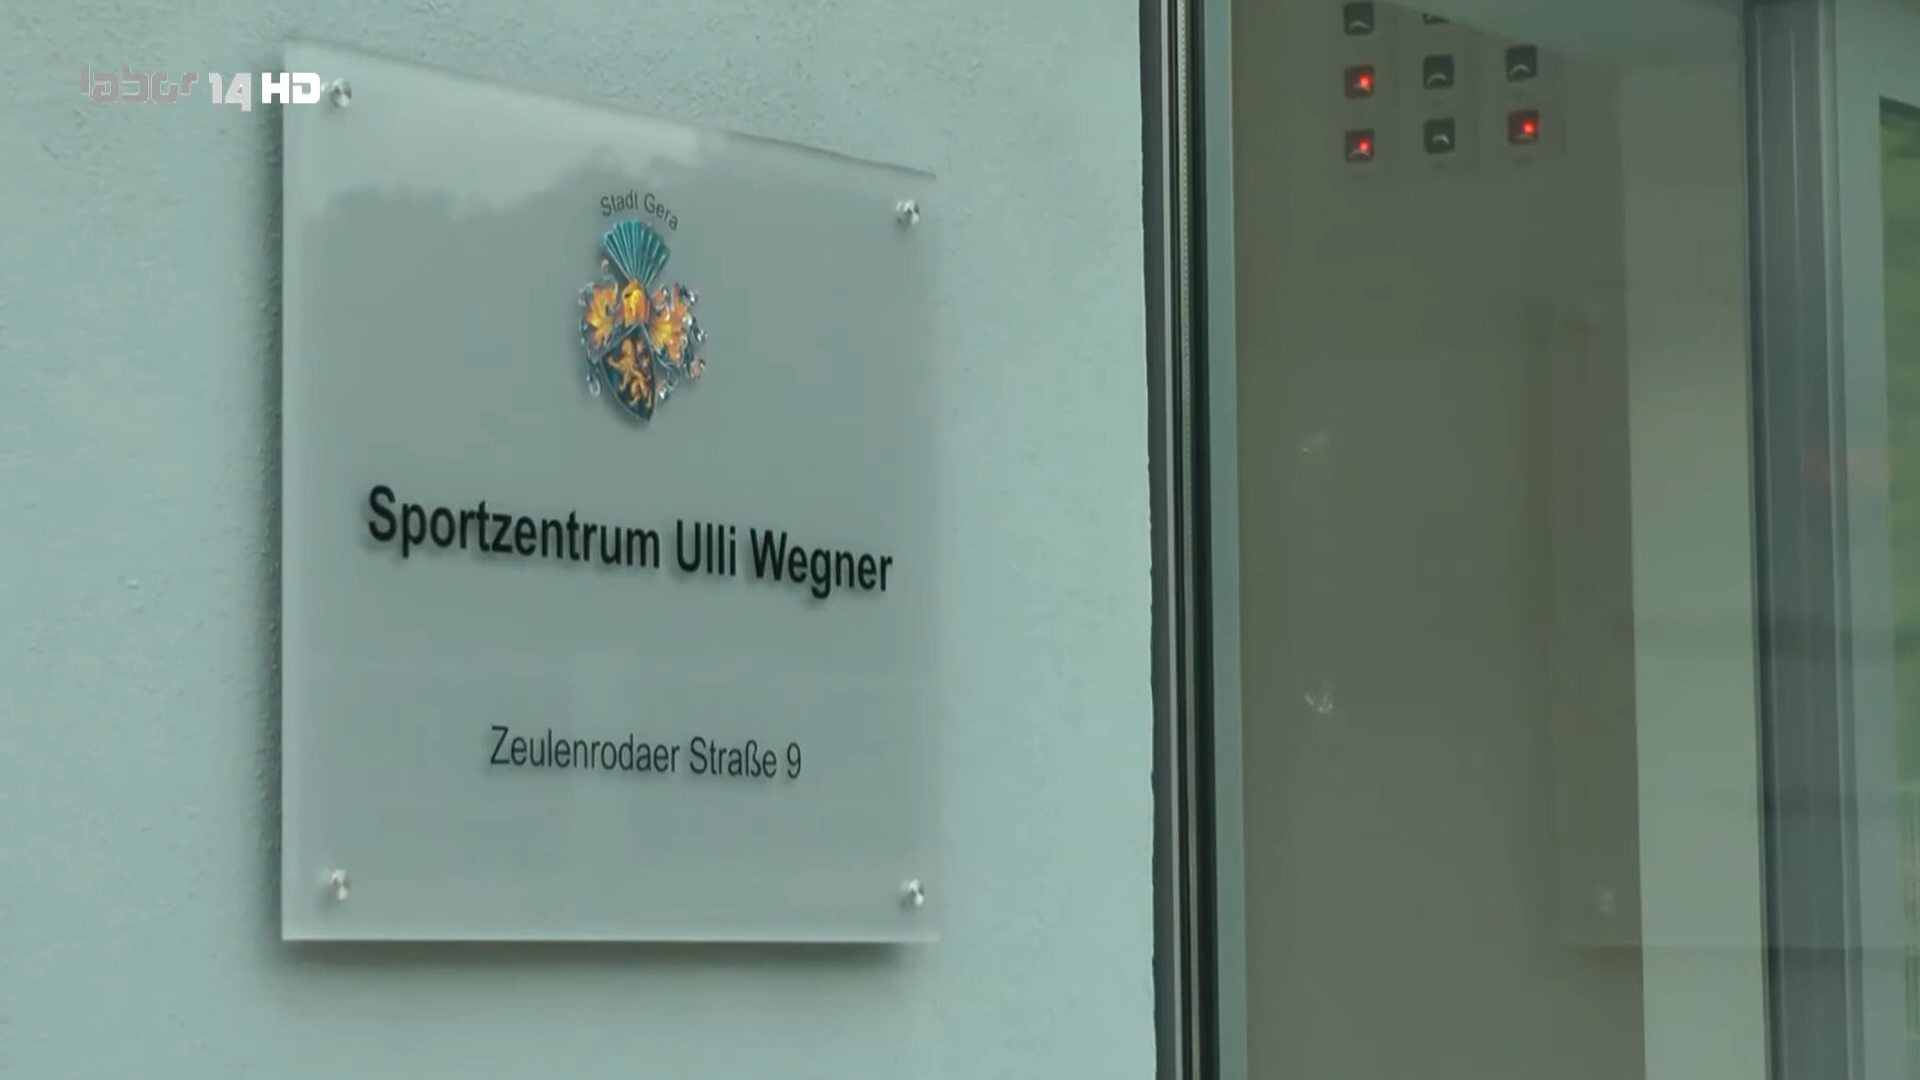 labor 14 HD
Stadt Gera
Sportzentrum Ulli Wegner
Zeulenrodaer Straße 9